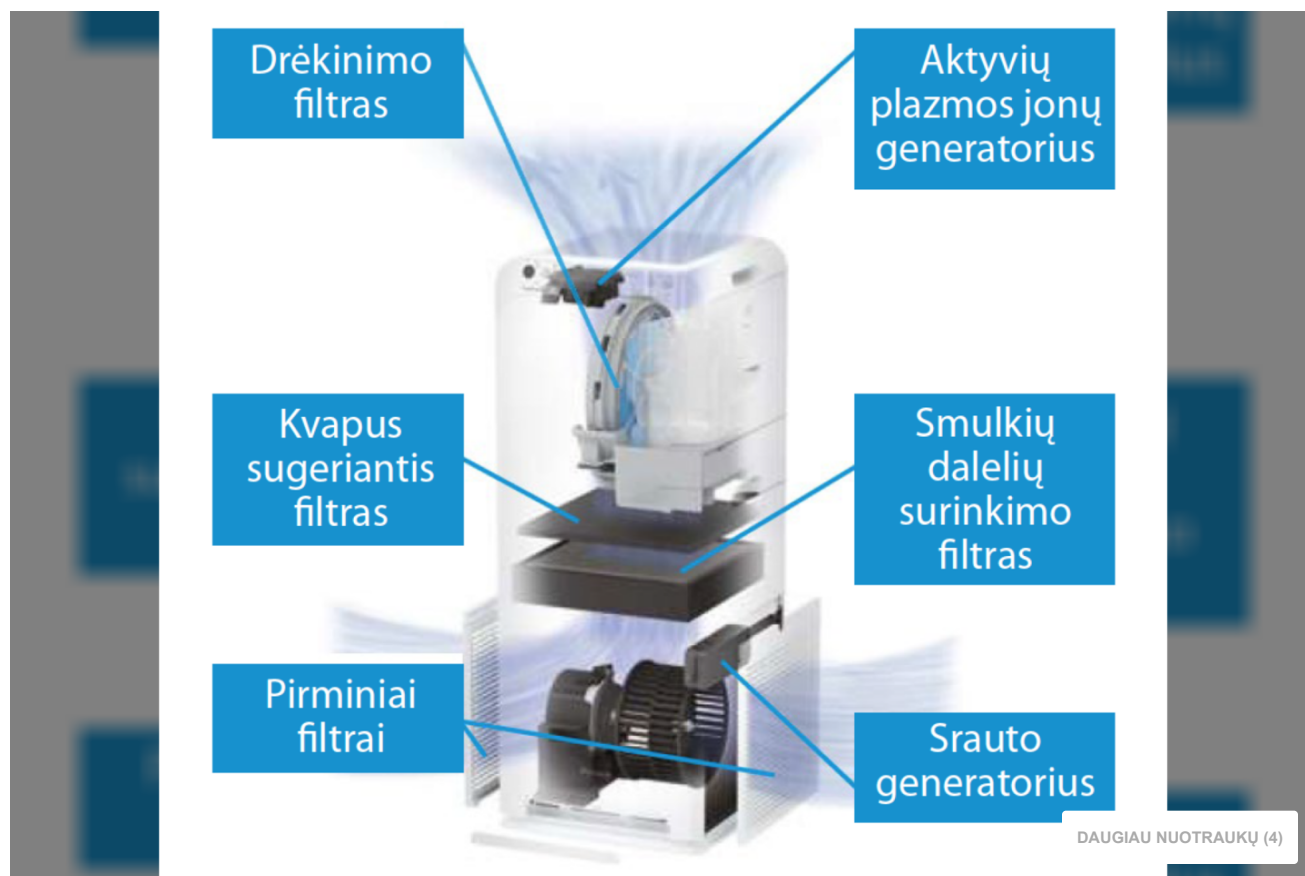 Drėkinimo
filtras
Aktyvių
plazmos jonų
generatorius
Kvapus
sugeriantis
filtras
Smulkių
dalelių
surinkimo
filtras
Pirminiai
filtrai
Srauto
generatorius
DAUGIAU NUOTRAUKŲ (4)